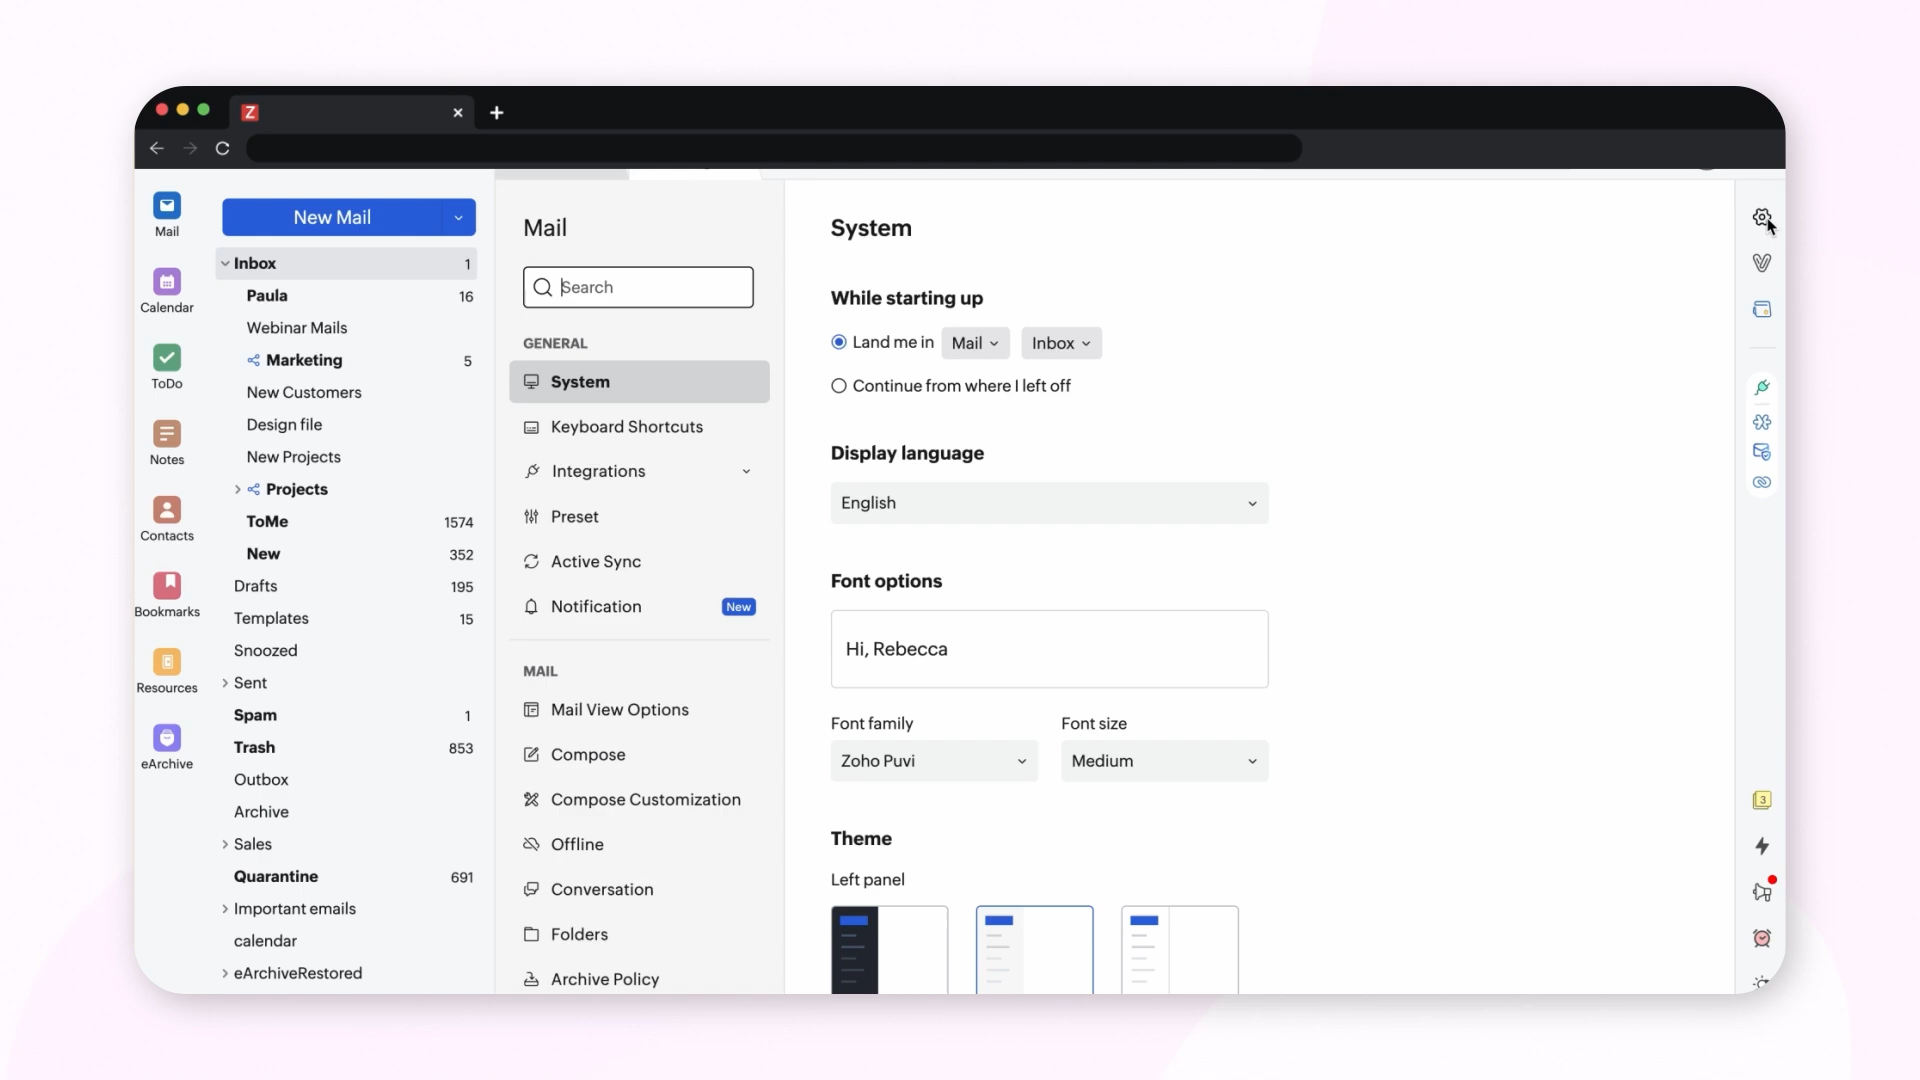 Z
Mail
Calendar
ToDo
Notes
Contacts
Bookmarks
Resources
eArchive
New Mail
Inbox 1
Paula 16
Webinar Mails
Marketing 5
New Customers
Design file
New Projects
Projects
ToMe 1574
New 352
Drafts 195
Templates 15
Snoozed
Sent
Spam 1
Trash 853
Outbox
Archive
Sales
Quarantine 691
Important emails
calendar
eArchiveRestored
Mail
Search
GENERAL
System
Keyboard Shortcuts
Integrations
Preset
Active Sync
Notification New
MAIL
Mail View Options
Compose
Compose Customization
Offline
Conversation
Folders
Archive Policy
System
While starting up
Land me in Mail Inbox
Continue from where I left off
Display language
English
Font options
Hi, Rebecca
Font family Font size
Zoho Puvi Medium
Theme
Left panel
3